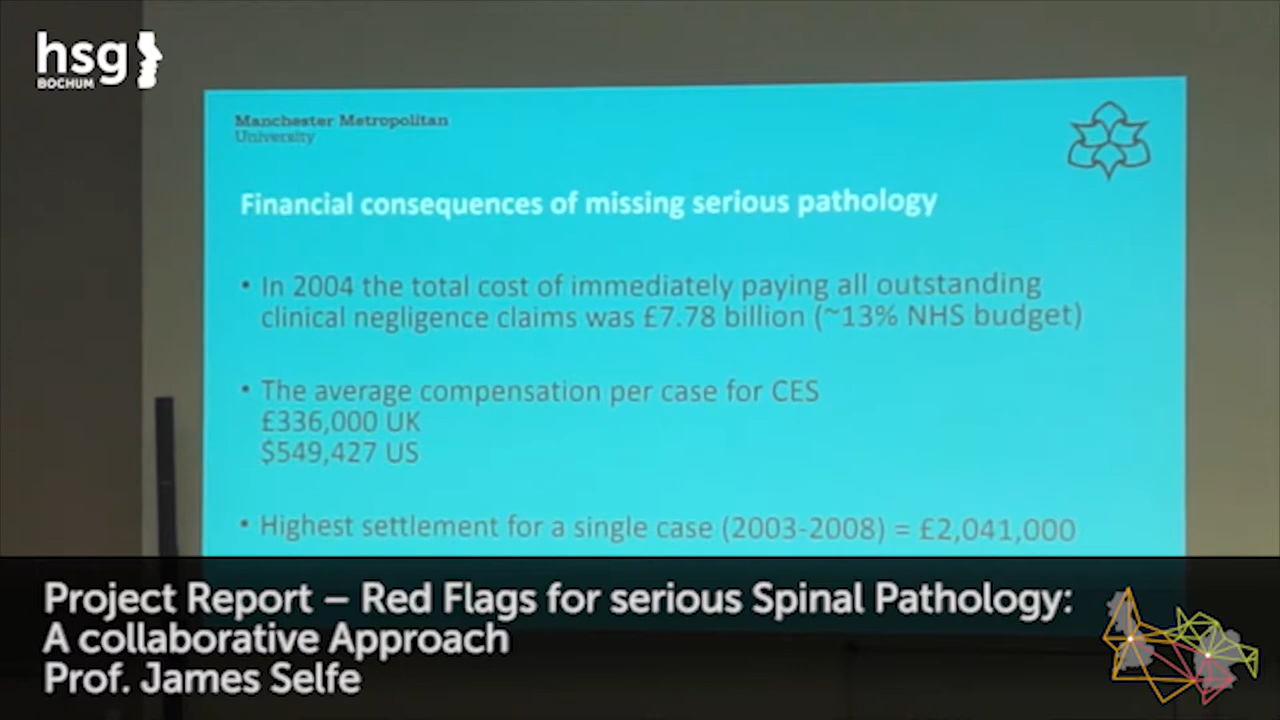 hsg
BOCHUM
Manchester Metropolitan
University
Financial consequences of missing serious pathology
• In 2004 the total cost of immediately paying all outstanding
clinical negligence claims was £7.78 billion (~13% NHS budget)
• The average compensation per case for CES
£336,000 UK
$549,427 US
• Highest settlement for a single case (2003-2008) = £2,041,000
Project Report – Red Flags for serious Spinal Pathology:
A collaborative Approach
Prof. James Selfe